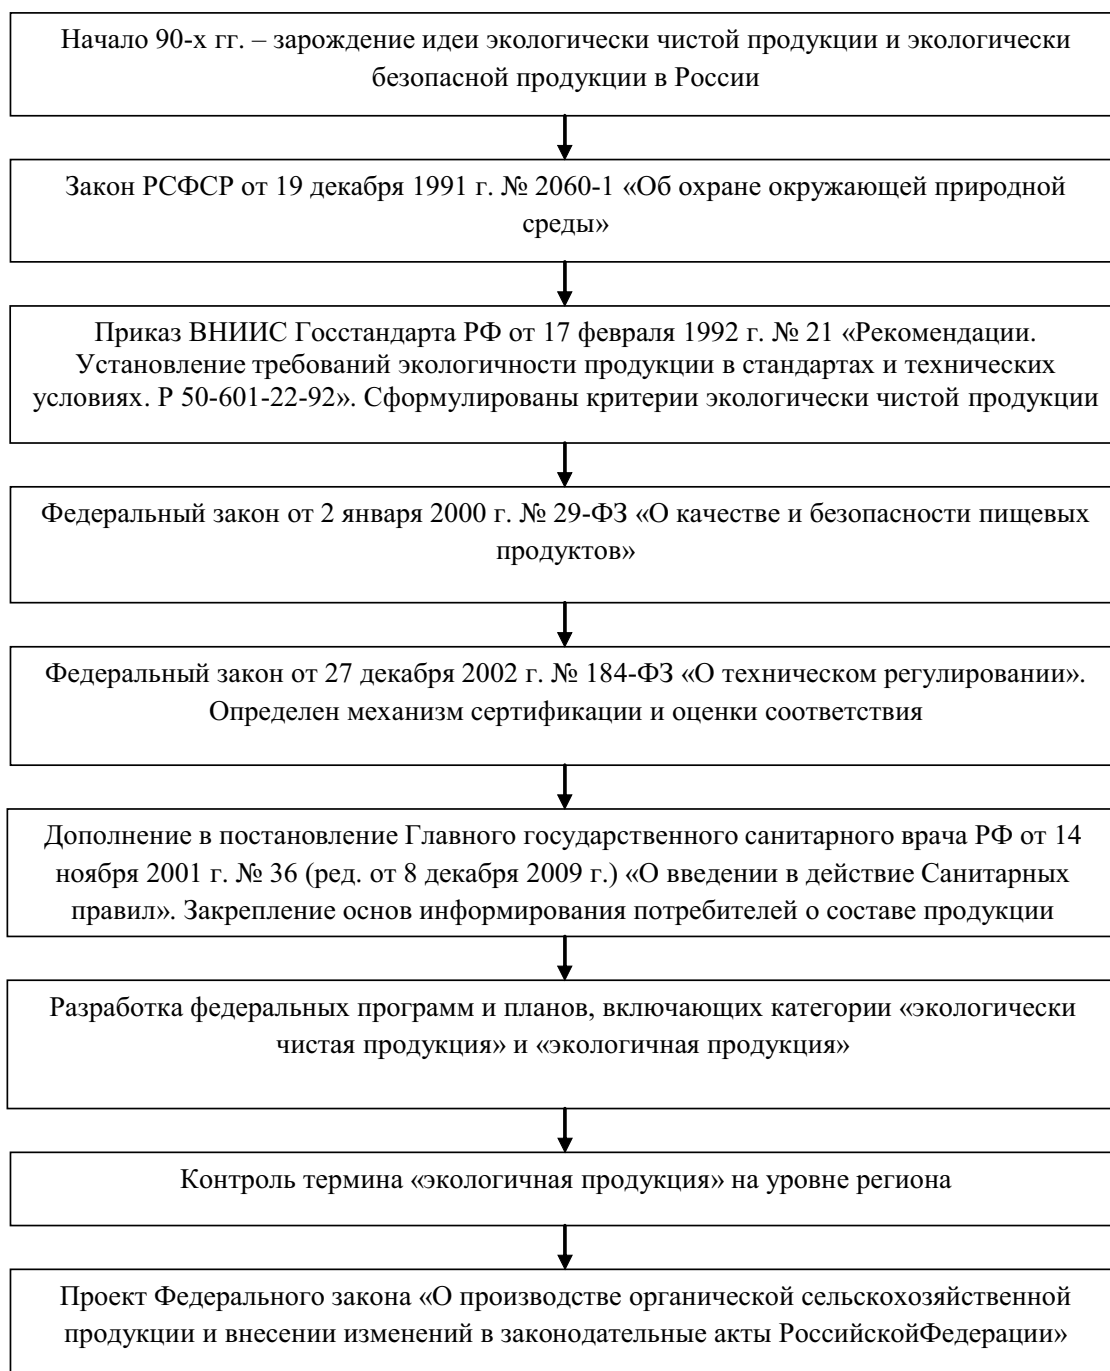 Начало 90-х гг. – зарождение идеи экологически чистой продукции и экологически
безопасной продукции в России
Закон РСФСР от 19 декабря 1991 г. № 2060-1 «Об охране окружающей природной
среды»
Приказ ВНИИС Госстандарта РФ от 17 февраля 1992 г. № 21 «Рекомендации.
Установление требований экологичности продукции в стандартах и технических
условиях. Р 50-601-22-92». Сформулированы критерии экологически чистой продукции
Федеральный закон от 2 января 2000 г. № 29-ФЗ «О качестве и безопасности пищевых
продуктов»
Федеральный закон от 27 декабря 2002 г. № 184-ФЗ «О техническом регулировании».
Определен механизм сертификации и оценки соответствия
Дополнение в постановление Главного государственного санитарного врача РФ от 14
ноября 2001 г. № 36 (ред. от 8 декабря 2009 г.) «О введении в действие Санитарных
правил». Закрепление основ информирования потребителей о составе продукции
Разработка федеральных программ и планов, включающих категории «экологически
чистая продукция» и «экологичная продукция»
Контроль термина «экологичная продукция» на уровне региона
Проект Федерального закона «О производстве органической сельскохозяйственной
продукции и внесении изменений в законодательные акты РоссийскойФедерации»